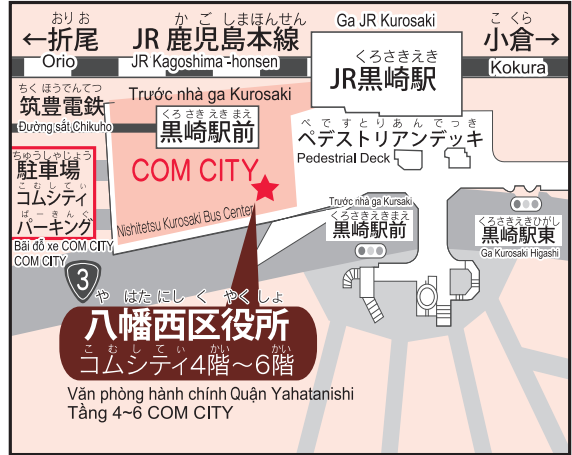 おりお
←折尾
Orio
か ご しまほんせん
JR 鹿児島本線
JR Kagoshima -honsen
Ga JR Kurosaki
くろさきえき
JR黒崎駅
こくら
小倉→
Kokura
ちくほうでんてつ
筑豊電鉄
Đường sắt Chikuho
Trước nhà ga Kurosaki
くろさきえきまえ
黒崎駅前
ぺですとりあんでっき
ペデストリアンデッキ
Pedestrial Deck
ちゅうしゃじょう
駐車場
こむしてぃ
コムシティ
ぱーきんぐ
パーキング
Bãi đỗ xe COM CITY
COM CITY
COM CITY
Nishitetsu Kurosaki Bus Center
Trước nhà ga Kursaki
くろさきえきまえ
黒崎駅前
くろさきえきひがし
黒崎駅東
Ga Kurosaki Higashi
3
や はた にし く やくしょ
八幡西区役所
こむしてぃ かい かい
コムシティ4階~6階
Văn phòng hành chính Quận Yahatanishi
Tầng 4~6 COM CITY